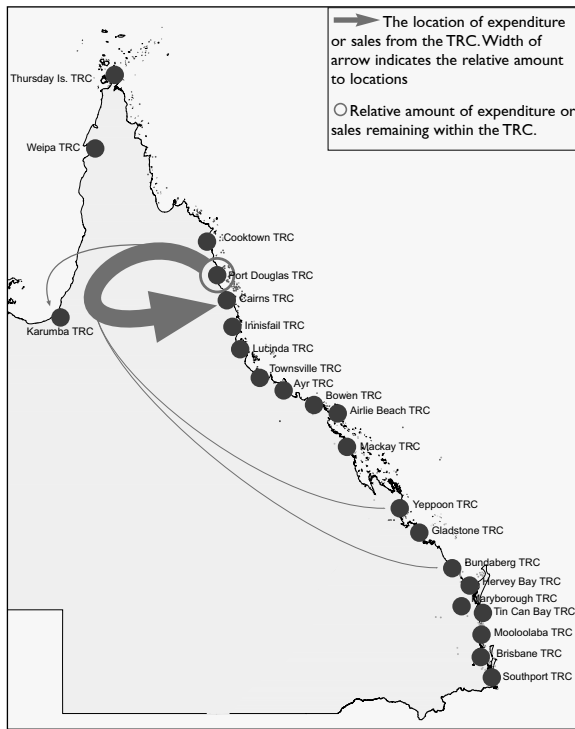 The location of expenditure
or sales from the TRC. Width of
arrow indicates the relative amount
to locations
Relative amount of expenditure or
sales remaining within the TRC.
Thursday Is. TRC
Weipa TRC
Cooktown TRC
Port Douglas TRC
Cairns TRC
Karumba TRC
Innisfail TRC
Lucinda TRC
Townsville TRC
Ayr TRC
Bowen TRC
Airlie Beach TRC
Mackay TRC
Yeppoon TRC
Gladstone TRC
Bundaberg TRC
Hervey Bay TRC
Maryborough TRC
Tin Can Bay TRC
Mooloolaba TRC
Brisbane TRC
Southport TRC